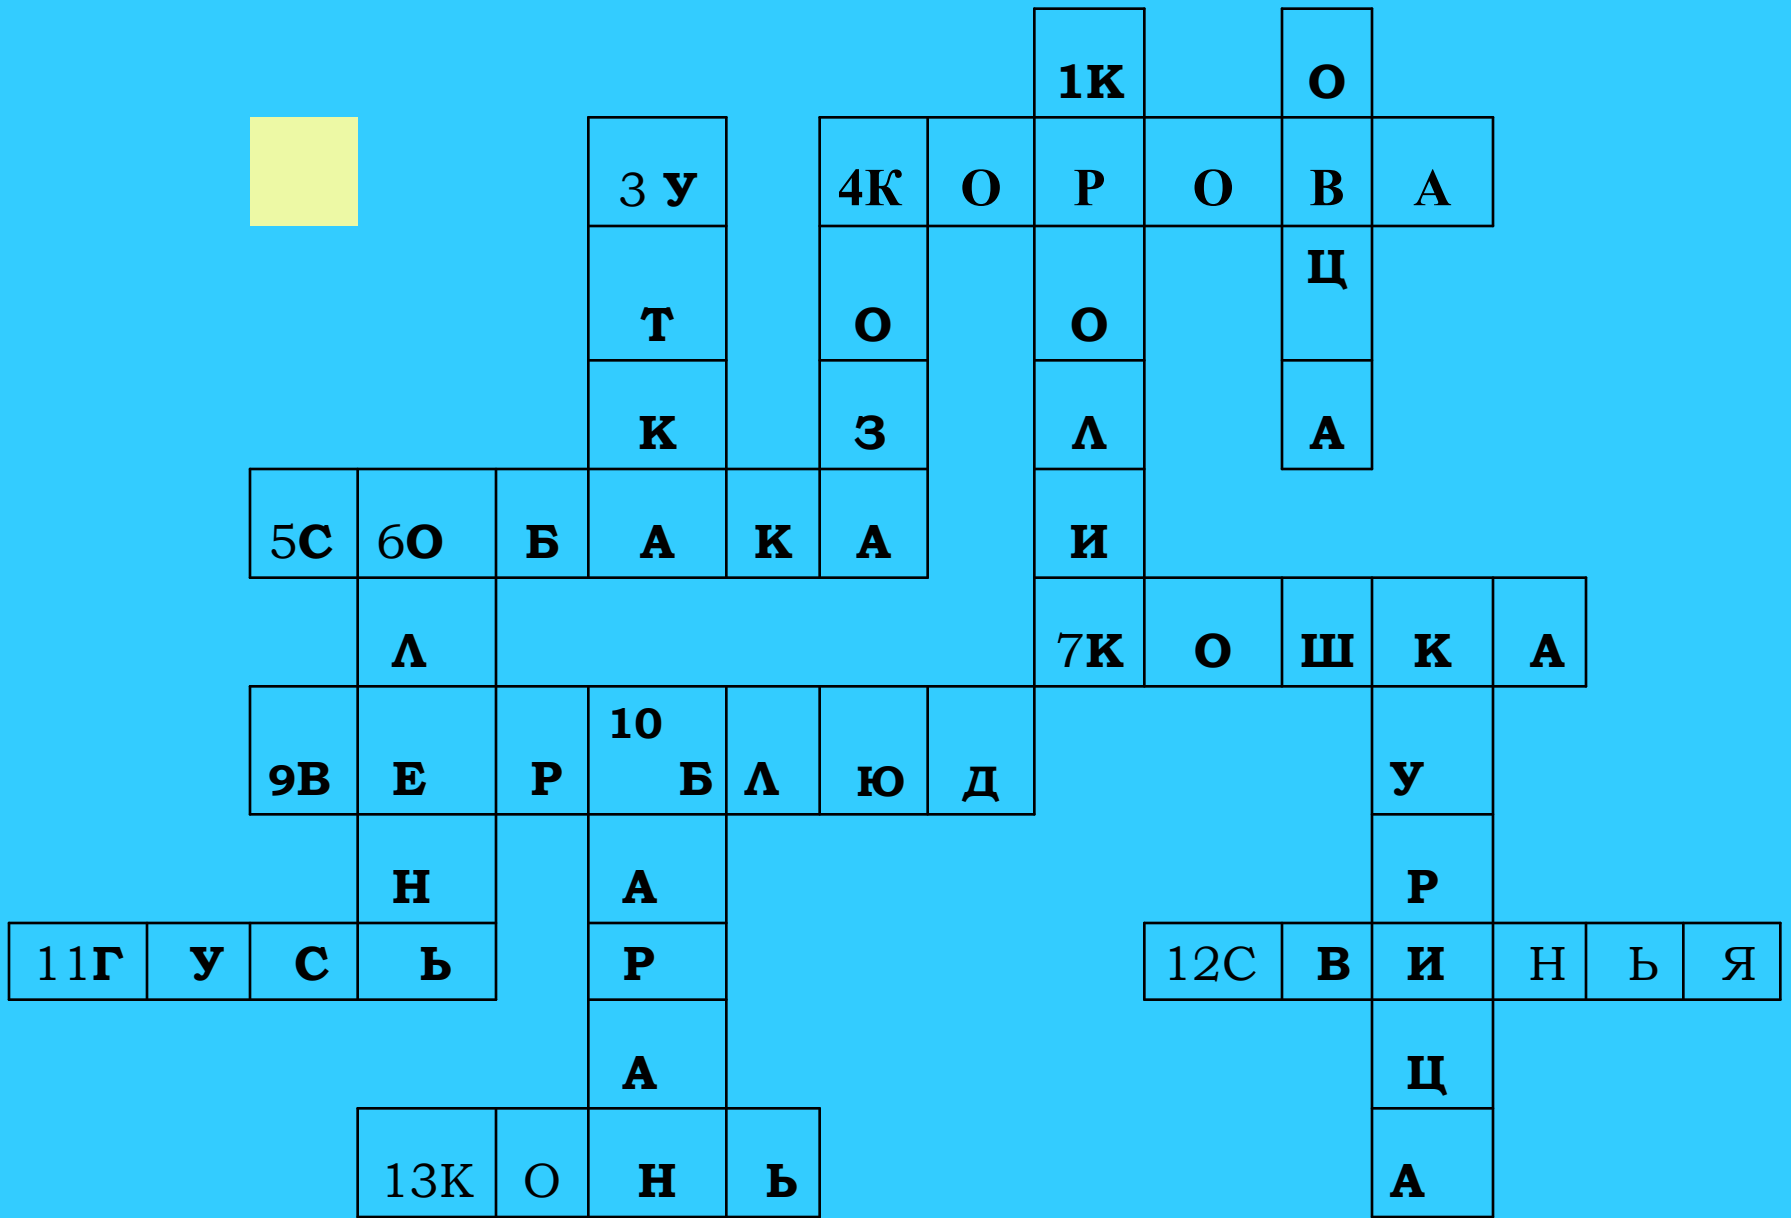 1К О
3 У 4К О Р О В А
Ц
Т О О
К З Л А
5С 6О Б А К А И
Л 7К О Ш К А
10
9В Е Р Б Л Ю Д У
Н А Р
11Г У С Ь Р 12С В И Н Ь Я
А Ц
13К О Н Ь А